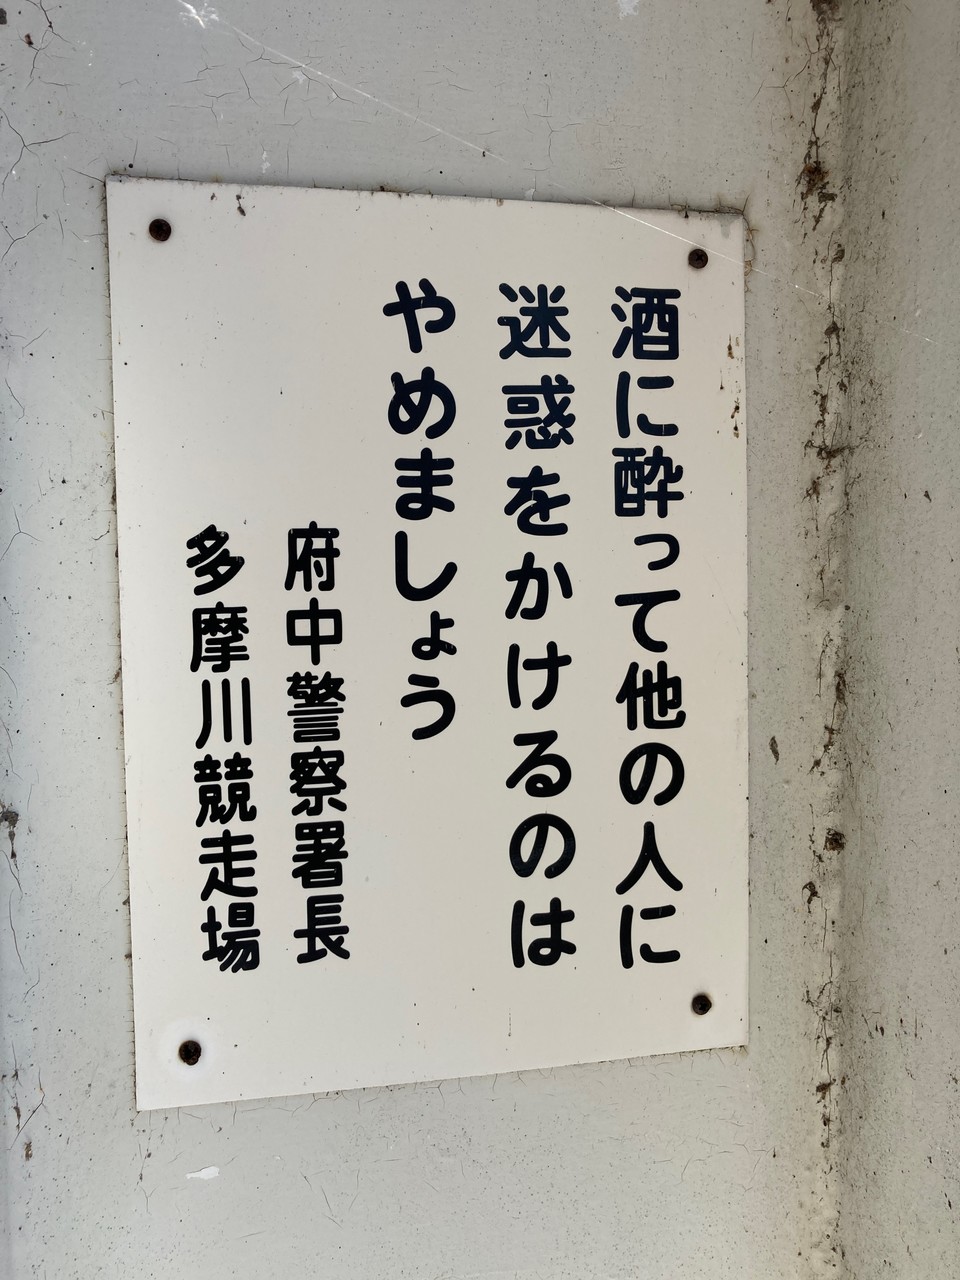 酒に酔って他の人に
迷惑をかけるのは
やめましょう
府中警察署長
多摩川競走場